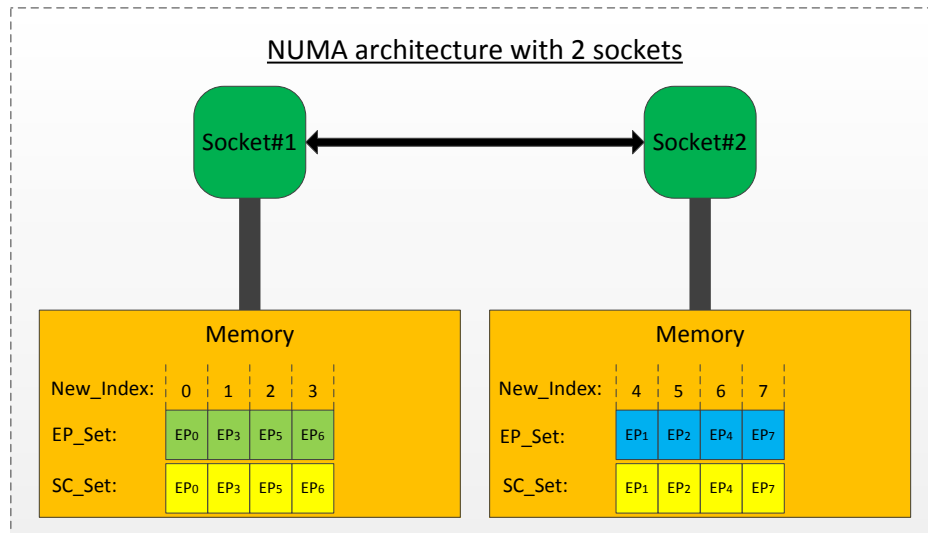 NUMA architecture with 2 sockets
Socket#1
Socket#2
Memory
New_Index: 0 1 2 3
EP_Set: EP₀ EP₃ EP₅ EP₆
SC_Set: EP₀ EP₃ EP₅ EP₆
Memory
New_Index: 4 5 6 7
EP_Set: EP₁ EP₂ EP₄ EP₇
SC_Set: EP₁ EP₂ EP₄ EP₇